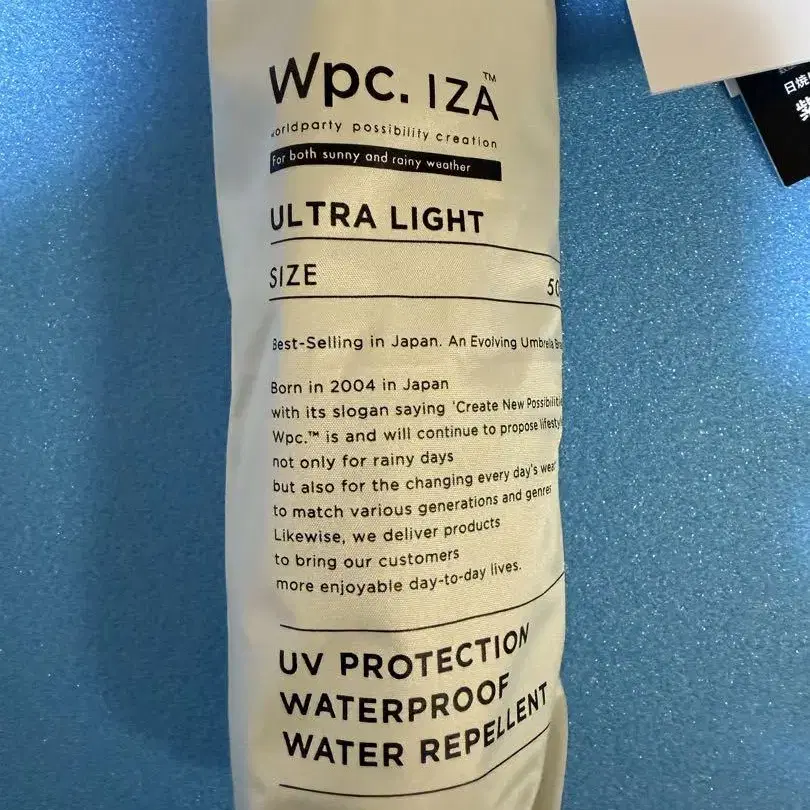 Wpc. IZA™
worldparty possibility creation
For both sunny and rainy weather
ULTRA LIGHT
SIZE
Best-Selling in Japan. An Evolving Umbrella
Born in 2004 in Japan
with its slogan saying 'Create New
Wpc.™ is and will continue to propose
not only for rainy days
but also for the changing every day's
to match various generations and genres
Likewise, we deliver products
to bring our customers
more enjoyable day-to-day lives.
UV PROTECTION
WATERPROOF
WATER REPELLENT
日焼